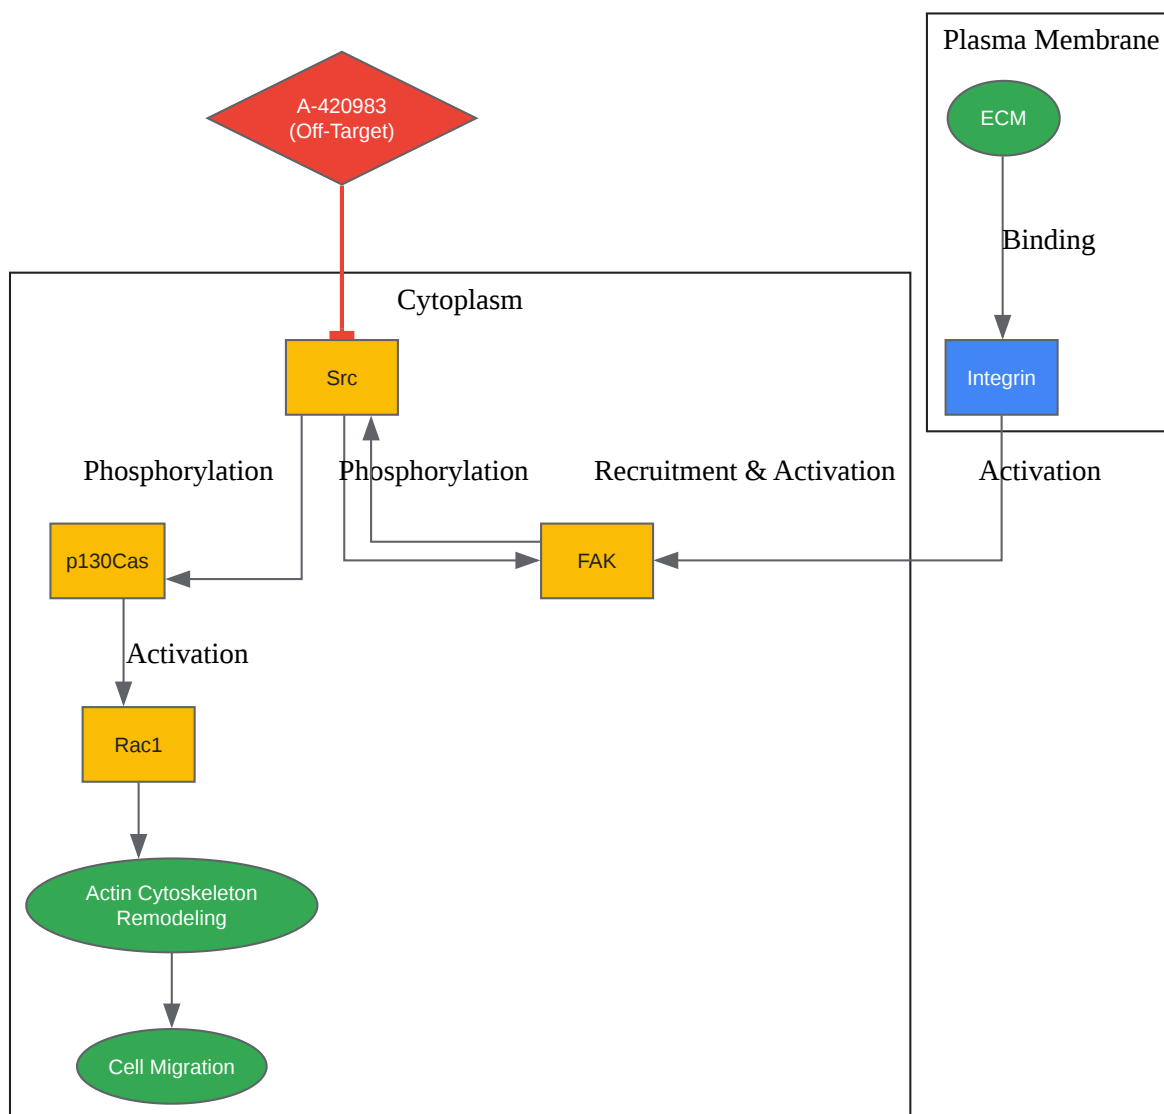 Plasma Membrane
A-420983
(Off-Target)
ECM
Binding
Cytoplasm
Src
Integrin
Phosphorylation
Phosphorylation
Recruitment & Activation
Activation
p130Cas
FAK
Activation
Rac1
Actin Cytoskeleton
Remodeling
Cell Migration